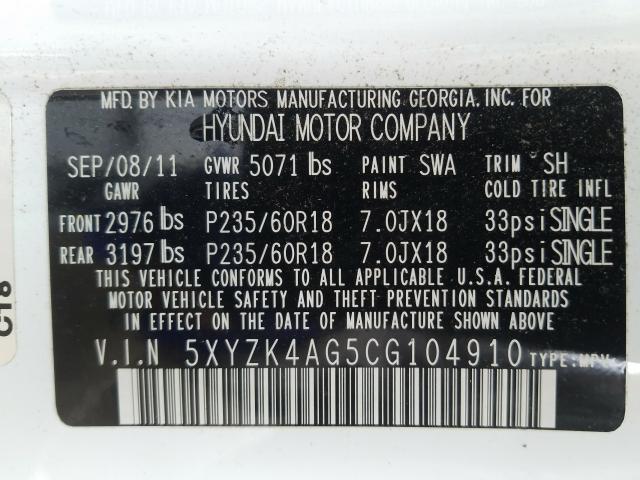 MFD. BY KIA MOTORS MANUFACTURING GEORGIA. INC. FOR
HYUNDAI MOTOR COMPANY
SEP/08/11 GVWR 5071 lbs PAINT SWA TRIM SH
GAWR TIRES RIMS COLD TIRE INFL
FRONT 2976 lbs P235/60R18 7.0JX18 33psi SINGLE
REAR 3197 lbs P235/60R18 7.0JX18 33psi SINGLE
THIS VEHICLE CONFORMS TO ALL APPLICABLE U.S.A. FEDERAL
MOTOR VEHICLE SAFETY AND THEFT PREVENTION STANDARDS
IN EFFECT ON THE DATE OF MANUFACTURE SHOWN ABOVE
V.I.N 5XYZK4AG5CG104910 TYPE: MPV
C18